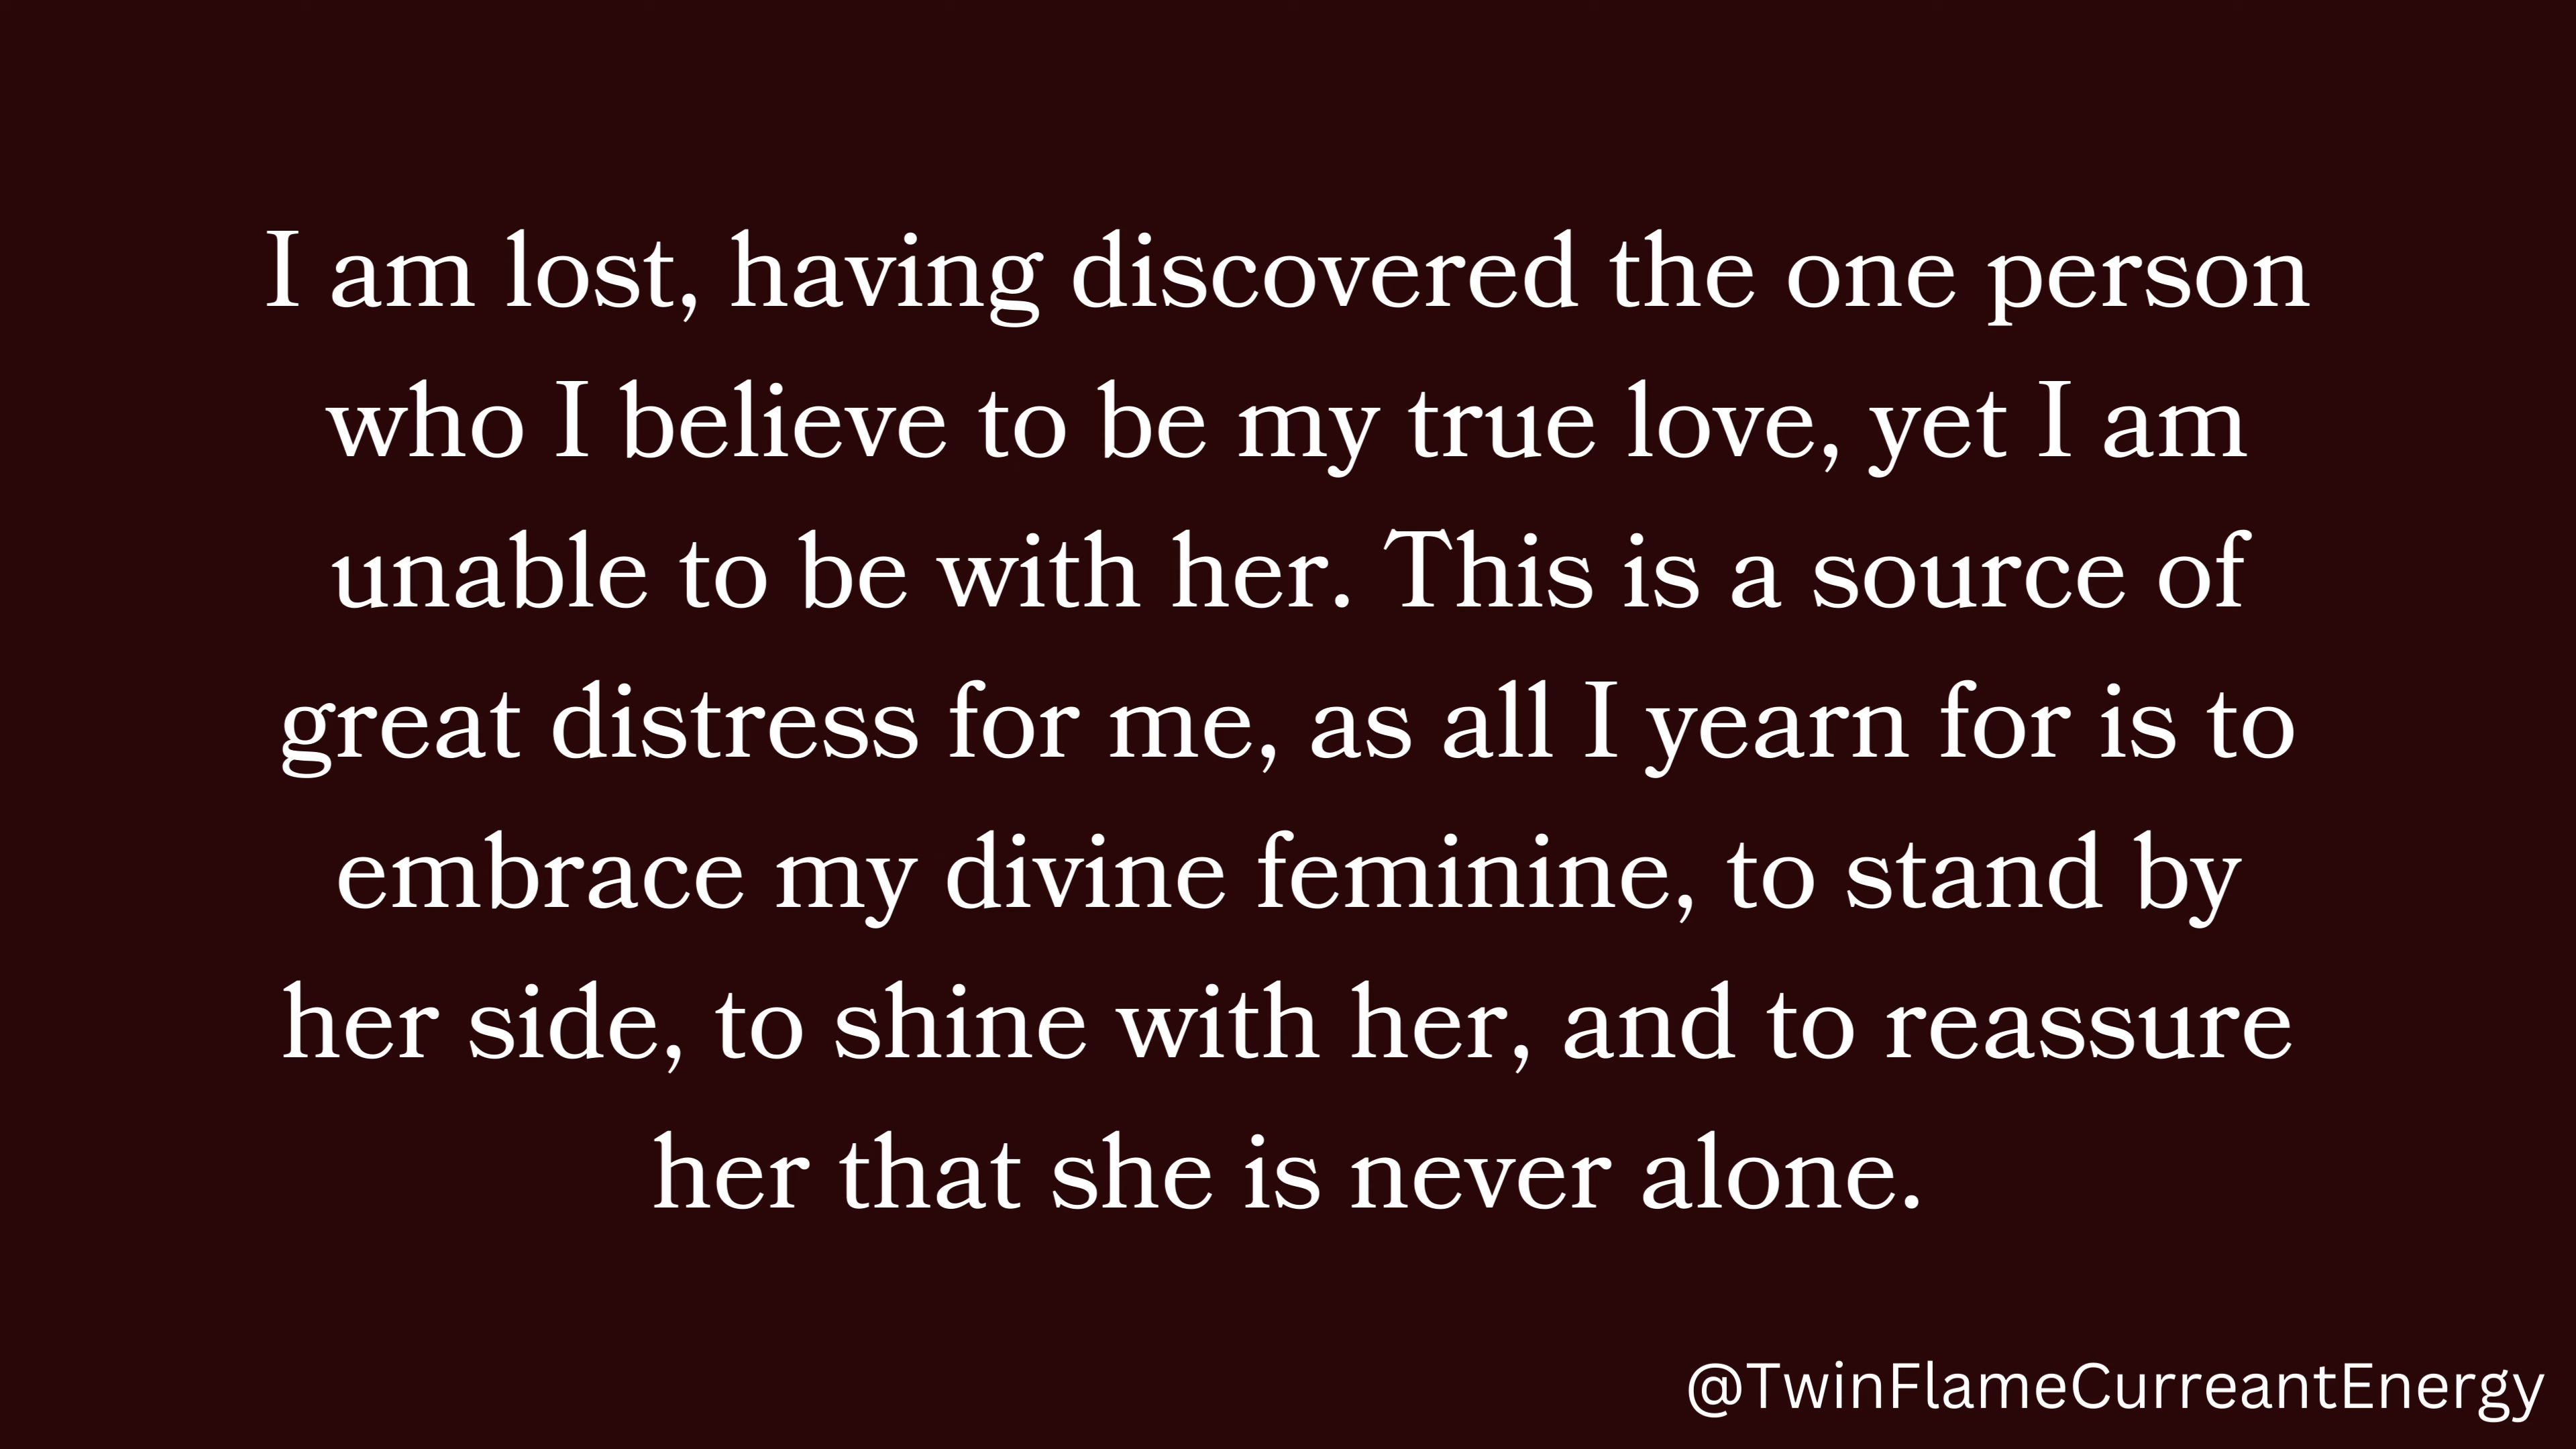 I am lost, having discovered the one person
who I believe to be my true love, yet I am
unable to be with her. This is a source of
great distress for me, as all I yearn for is to
embrace my divine feminine, to stand by
her side, to shine with her, and to reassure
her that she is never alone.
@TwinFlameCurreantEnergy